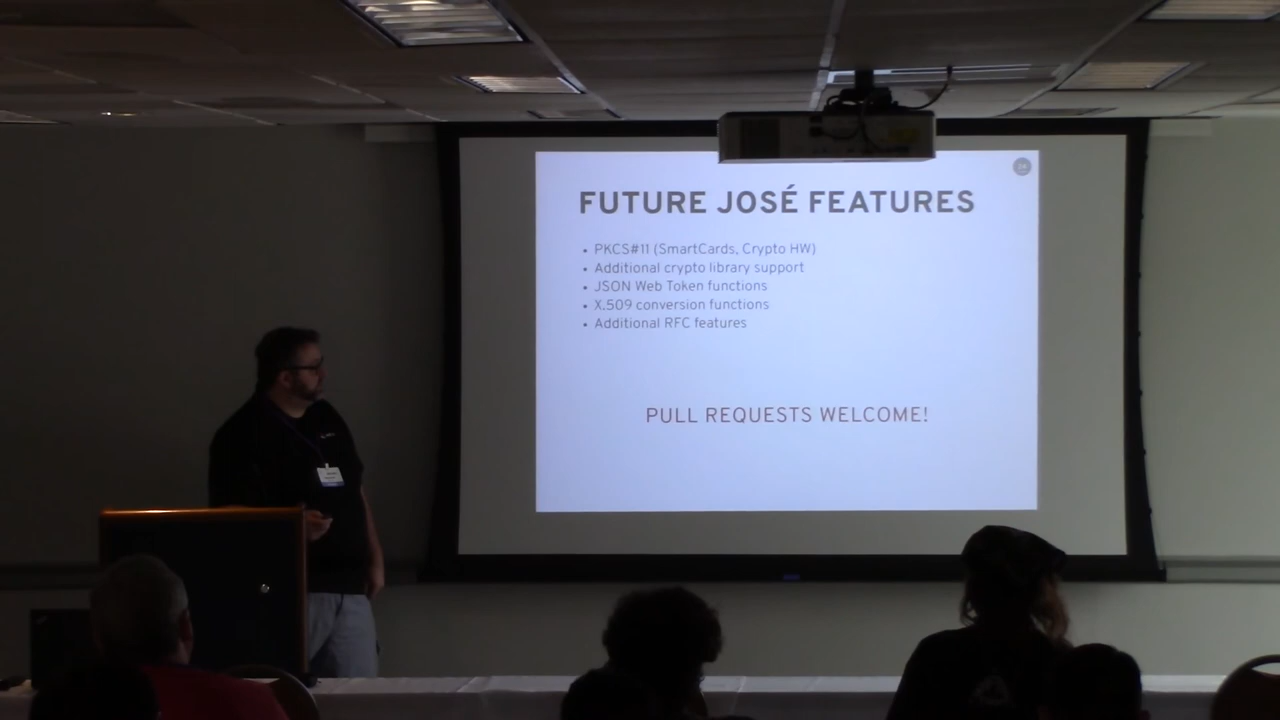 FUTURE JOSÉ FEATURES
• PKCS#11 (SmartCards, Crypto HW)
• Additional crypto library support
• JSON Web Token functions
• X.509 conversion functions
• Additional RFC features
PULL REQUESTS WELCOME!